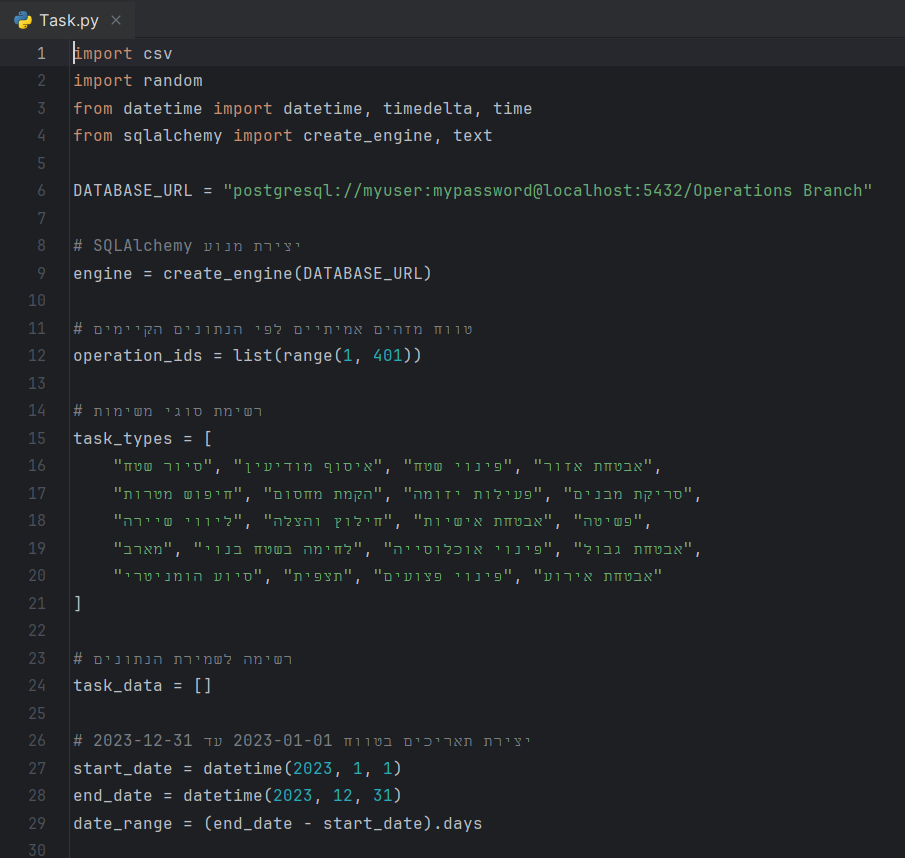 Task.py
1 import csv
2 import random
3 from datetime import datetime, timedelta, time
4 from sqlalchemy import create_engine, text
5
6 DATABASE_URL = "postgresql://myuser:mypassword@localhost:5432/Operations Branch"
7
8 # SQLAlchemy יצירת מנוע
9 engine = create_engine(DATABASE_URL)
10
11 # טווח מזהים אמיתיים לפי הנתונים הקיימים
12 operation_ids = list(range(1, 401))
13
14 # רשימת סוגי משימות
15 task_types = [
16 "סיור שטח", "איסוף מודיעין", "פינוי שטח", "אבטחת אזור",
17 "חיפוש מטרות", "הקמת מחסום", "פעילות יזומה", "סריקת מבנים",
18 "ליווי שיירה", "חילוץ והצלה", "אבטחת אישיות", "פשיטה",
19 "מארב", "לחימה בשטח בנוי", "פינוי אוכלוסייה", "אבטחת גבול",
20 "סיוע הומניטרי", "תצפית", "פינוי פצועים", "אבטחת אירוע"
21 ]
22
23 # רשימה לשמירת הנתונים
24 task_data = []
25
26 # יצירת תאריכים בטווח 2023-01-01 עד 2023-12-31
27 start_date = datetime(2023, 1, 1)
28 end_date = datetime(2023, 12, 31)
29 date_range = (end_date - start_date).days
30